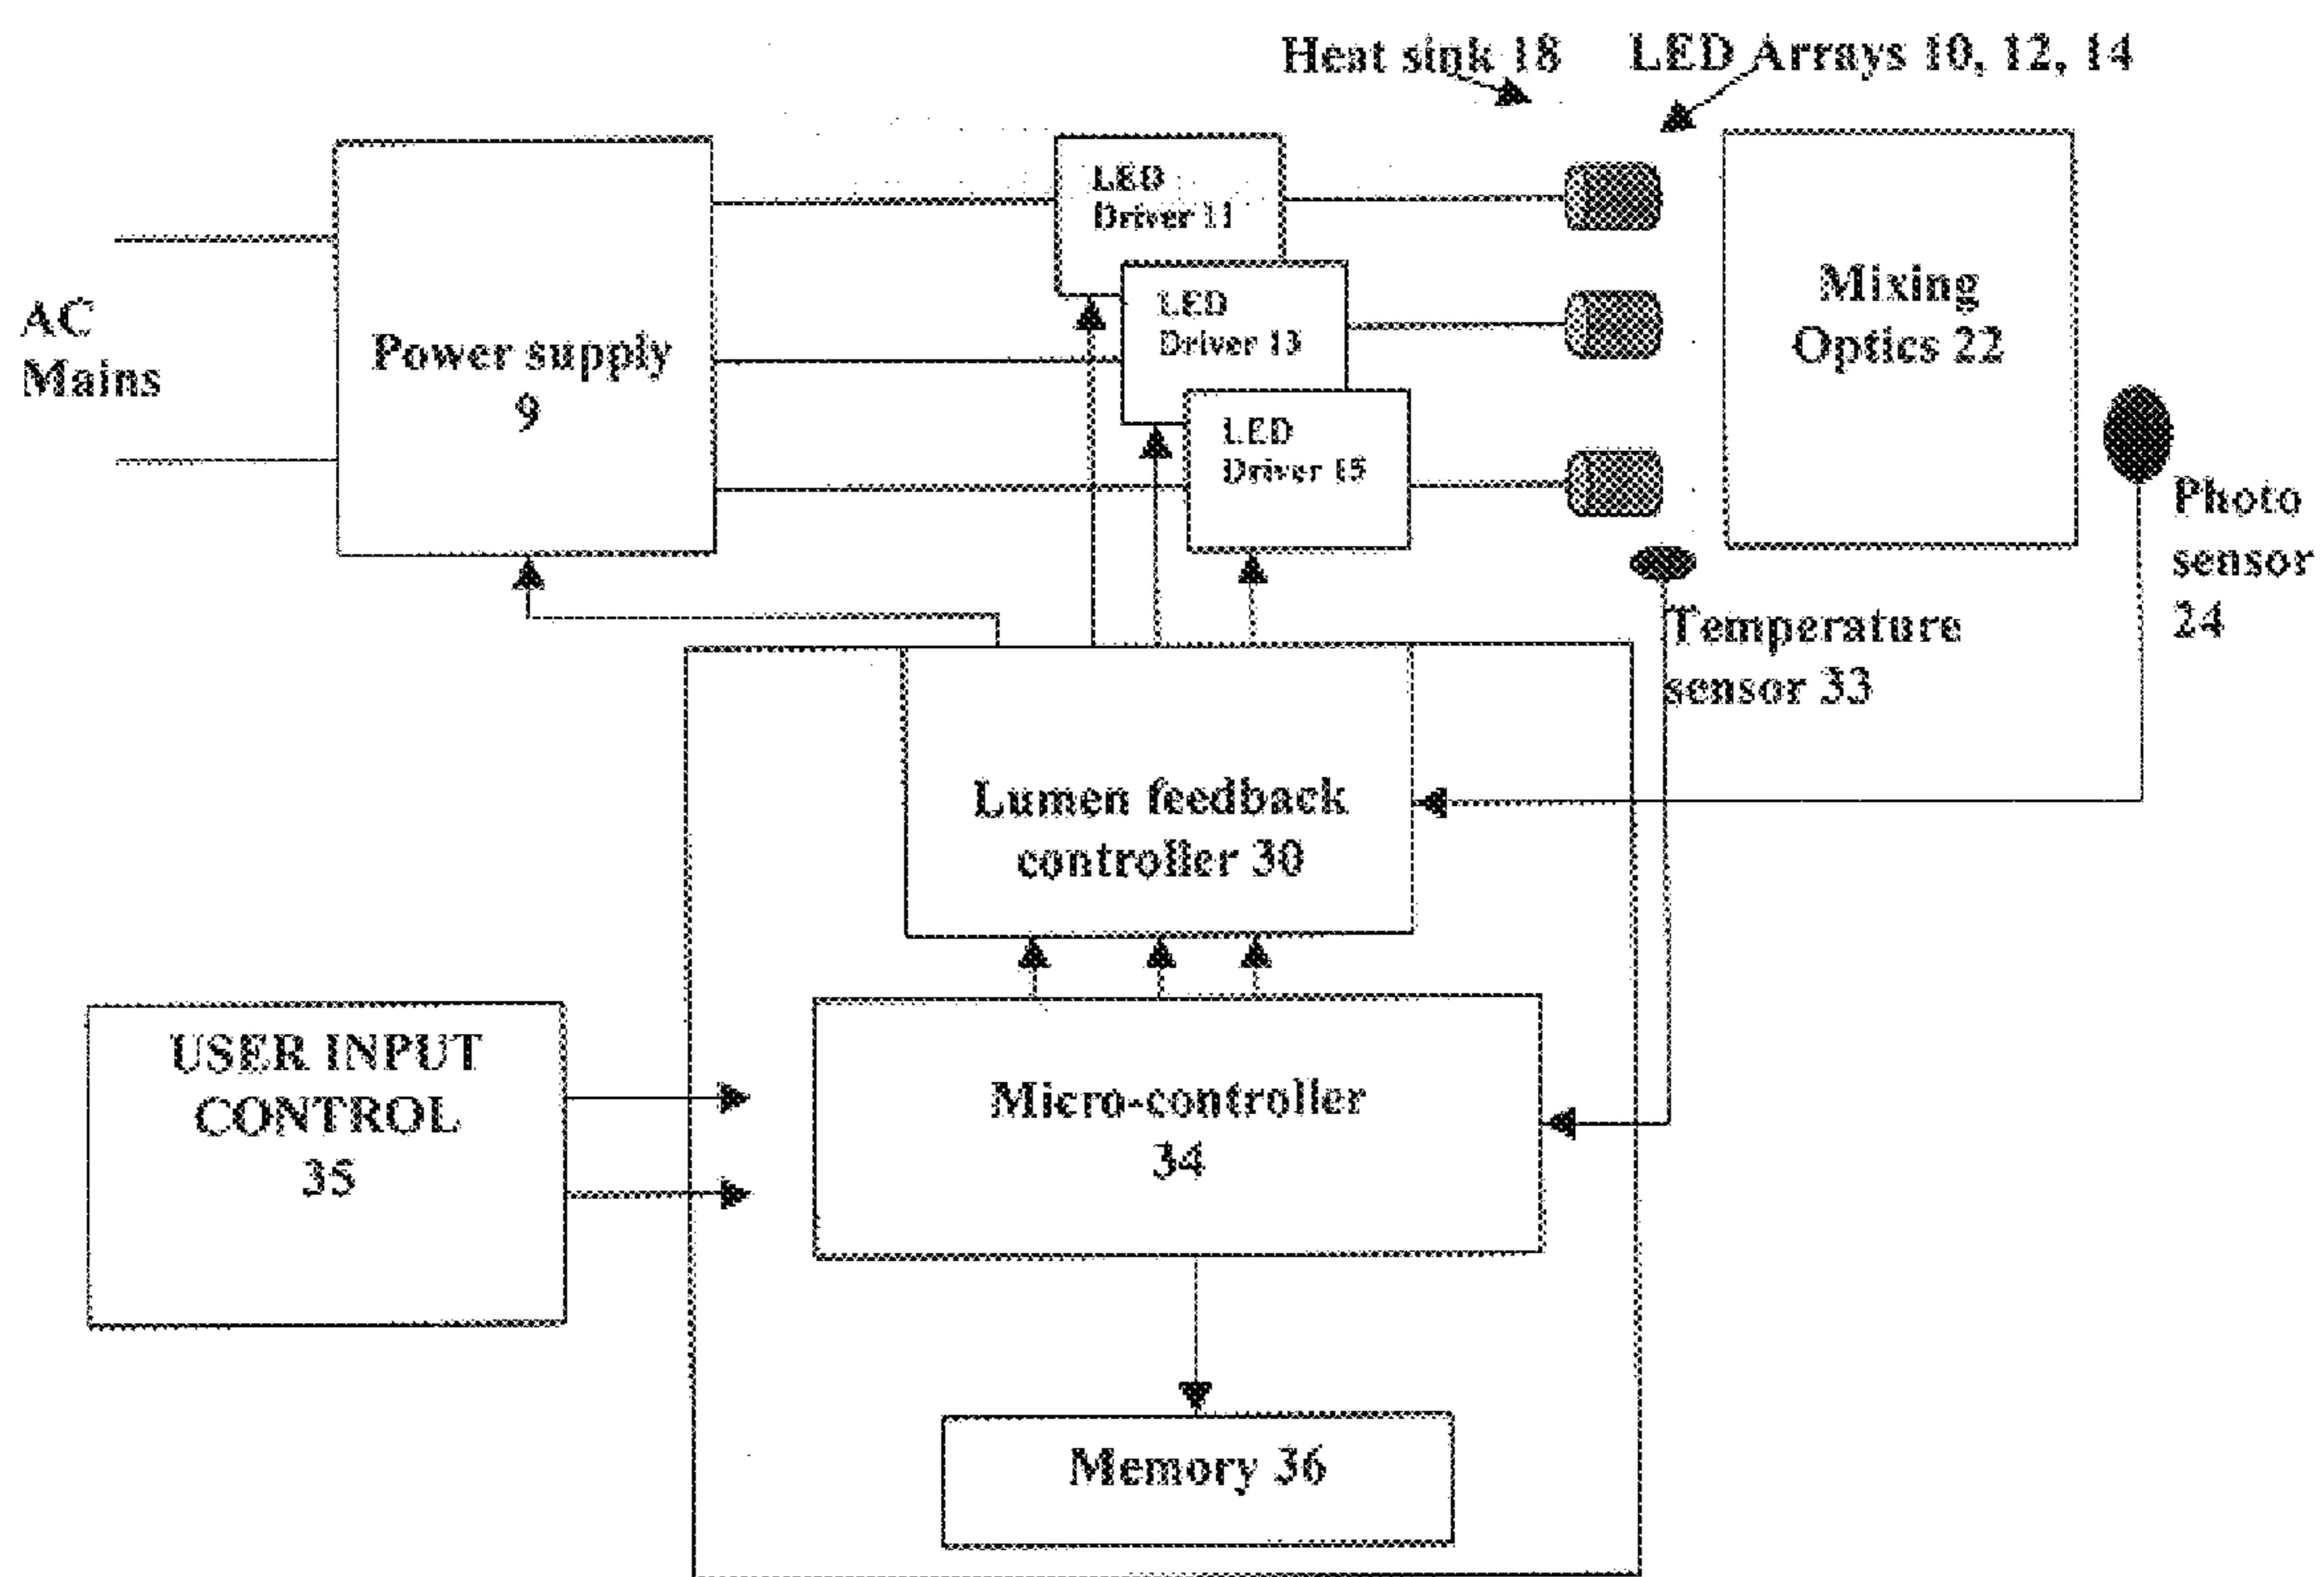 Heat sink 18
LED Arrays 10, 12, 14
LED
Driver 11
LED
Driver 13
LED
Driver 15
Mixing
Optics 22
AC
Mains
Power supply
9
Photo
sensor
24
Temperature
sensor 33
Lumen feedback
controller 30
USER INPUT
CONTROL
35
Micro-controller
34
Memory 36